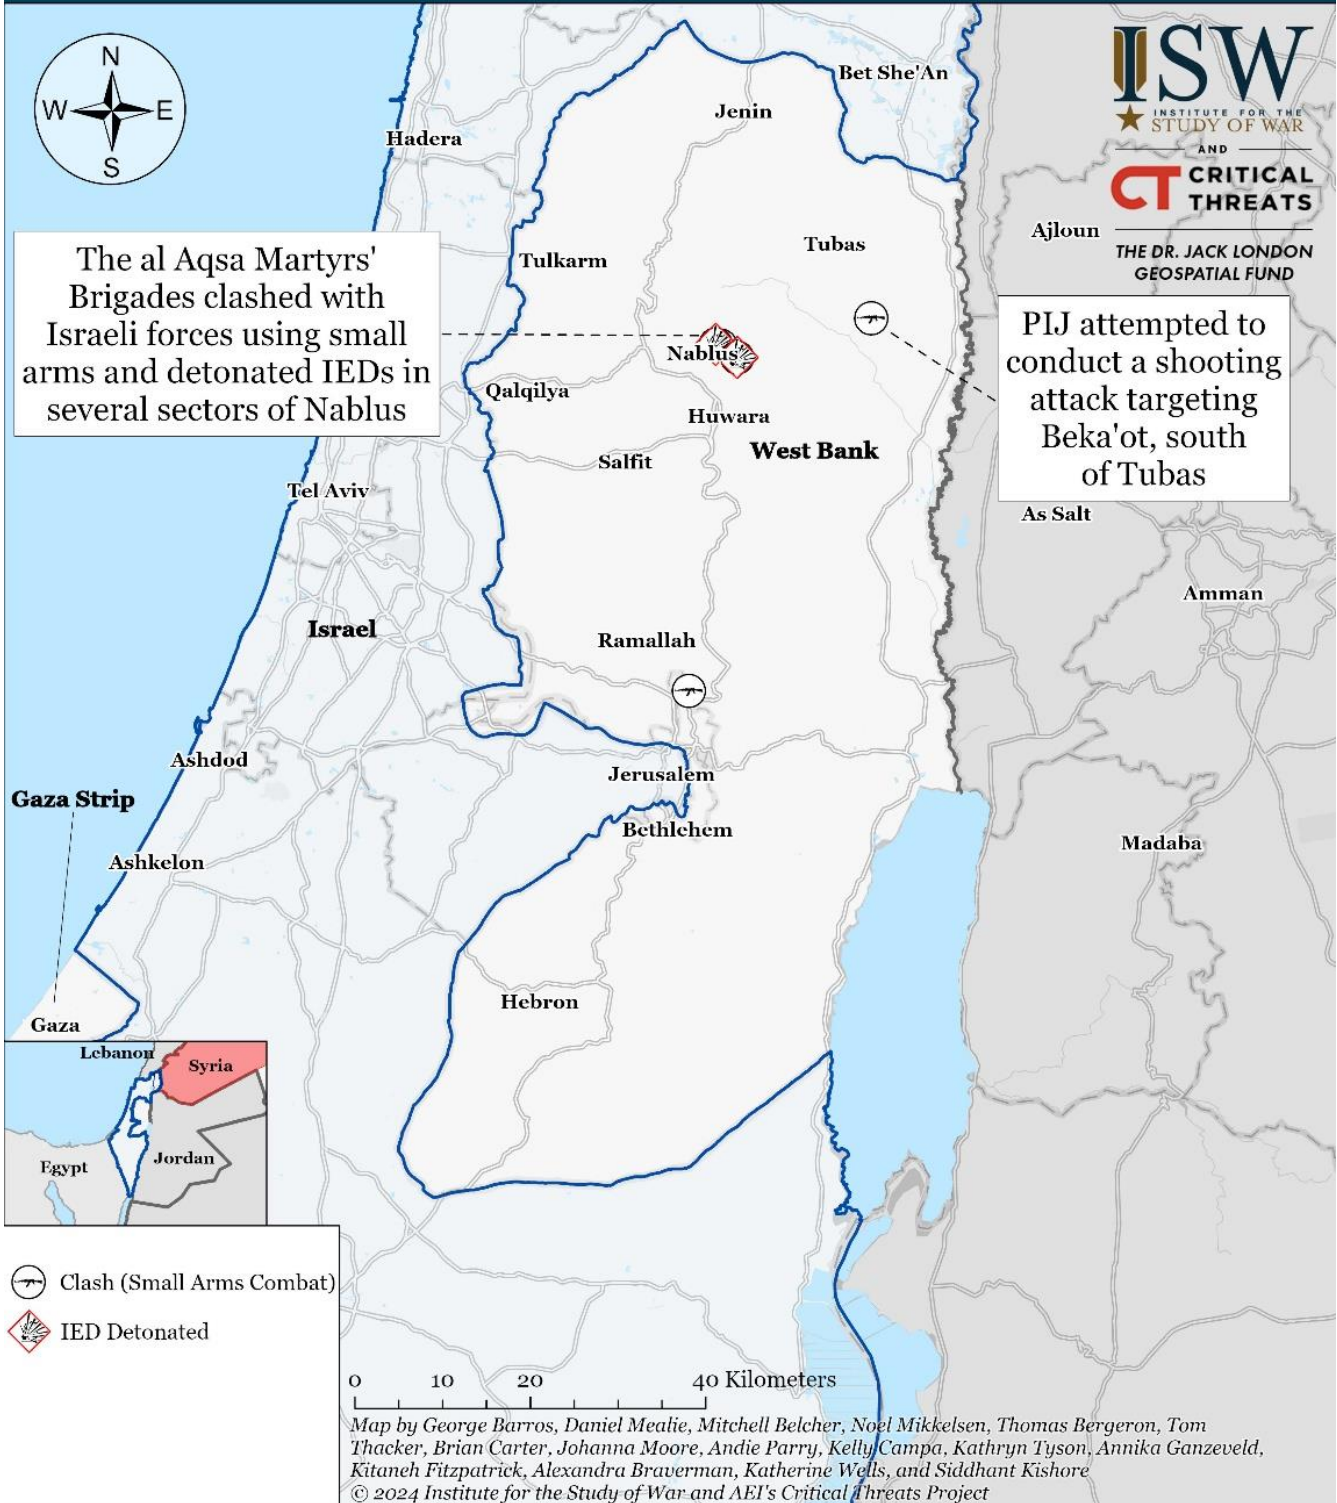 N
W
E
S
ISW
INSTITUTE FOR THE
STUDY OF WAR
AND
CT CRITICAL
THREATS
THE DR. JACK LONDON
GEOSPATIAL FUND
Bet She'An
Jenin
Hadera
Ajloun
Tubas
Tulkarm
The al Aqsa Martyrs'
Brigades clashed with
Israeli forces using small
arms and detonated IEDs in
several sectors of Nablus
PIJ attempted to
conduct a shooting
attack targeting
Beka'ot, south
of Tubas
Nablus
Qalqilya
Huwara
West Bank
Salfit
Tel Aviv
As Salt
Amman
Israel
Ramallah
Ashdod
Jerusalem
Gaza Strip
Bethlehem
Madaba
Ashkelon
Hebron
Gaza
Lebanon
Syria
Egypt
Jordan
Clash (Small Arms Combat)
IED Detonated
0 10 20 40 Kilometers
Map by George Barros, Daniel Mealie, Mitchell Belcher, Noel Mikkelsen, Thomas Bergeron, Tom
Thacker, Brian Carter, Johanna Moore, Andie Parry, Kelly Campa, Kathryn Tyson, Annika Ganzeveld,
Kitaneh Fitzpatrick, Alexandra Braverman, Katherine Wells, and Siddhant Kishore
© 2024 Institute for the Study of War and AEI's Critical Threats Project